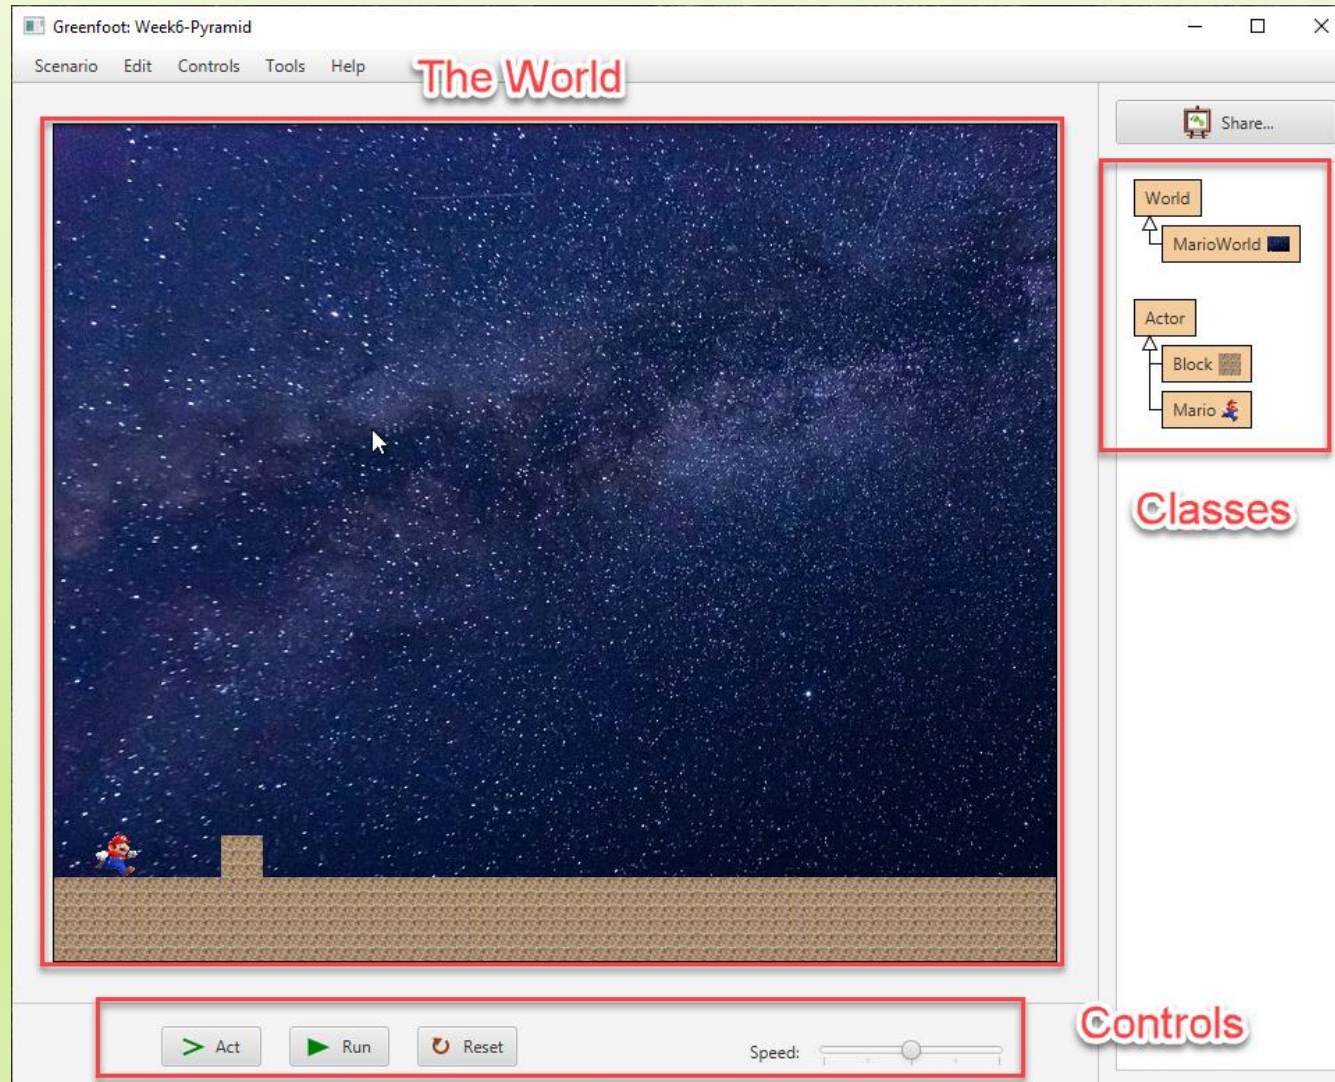 Greenfoot: Week6-Pyramid
Scenario Edit Controls Tools Help
The World
Share...
World
MarioWorld
Actor
Block
Mario
Classes
Controls
Act Run Reset Speed: